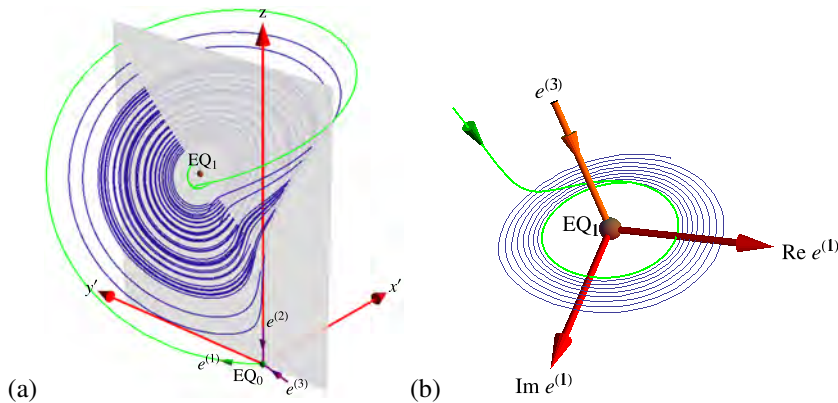 z
EQ₁
y′
x′
e⁽²⁾
e⁽¹⁾
EQ₀
e⁽³⁾
(a)
e⁽³⁾
EQ₁
Re e⁽¹⁾
Im e⁽¹⁾
(b)